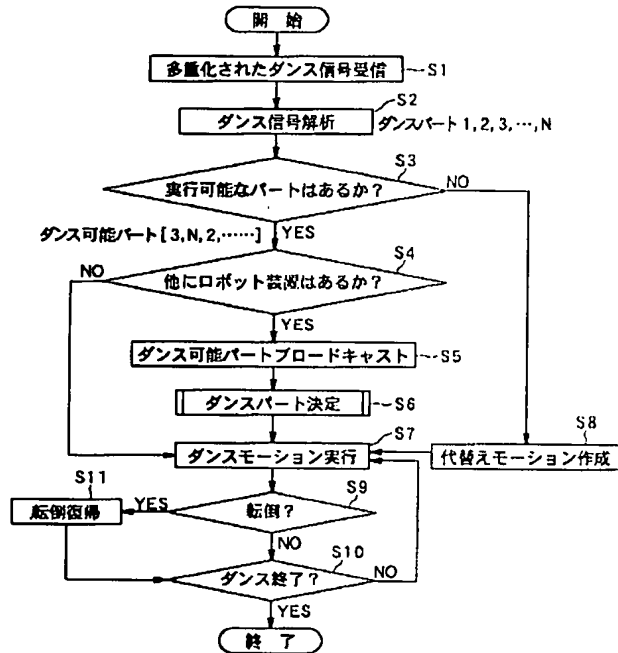 開始
多重化されたダンス信号受信
S1
S2
ダンス信号解析
ダンスパート 1,2,3,…,N
S3
実行可能なパートはあるか?
NO
ダンス可能パート[3,N,2,……]
YES
S4
NO
他にロボット装置はあるか?
YES
ダンス可能パートブロードキャスト
S5
ダンスパート決定
S6
S7
ダンスモーション実行
S8
代替えモーション作成
S11
転倒復帰
YES
S9
転倒?
NO
S10
ダンス終了?
NO
YES
終了